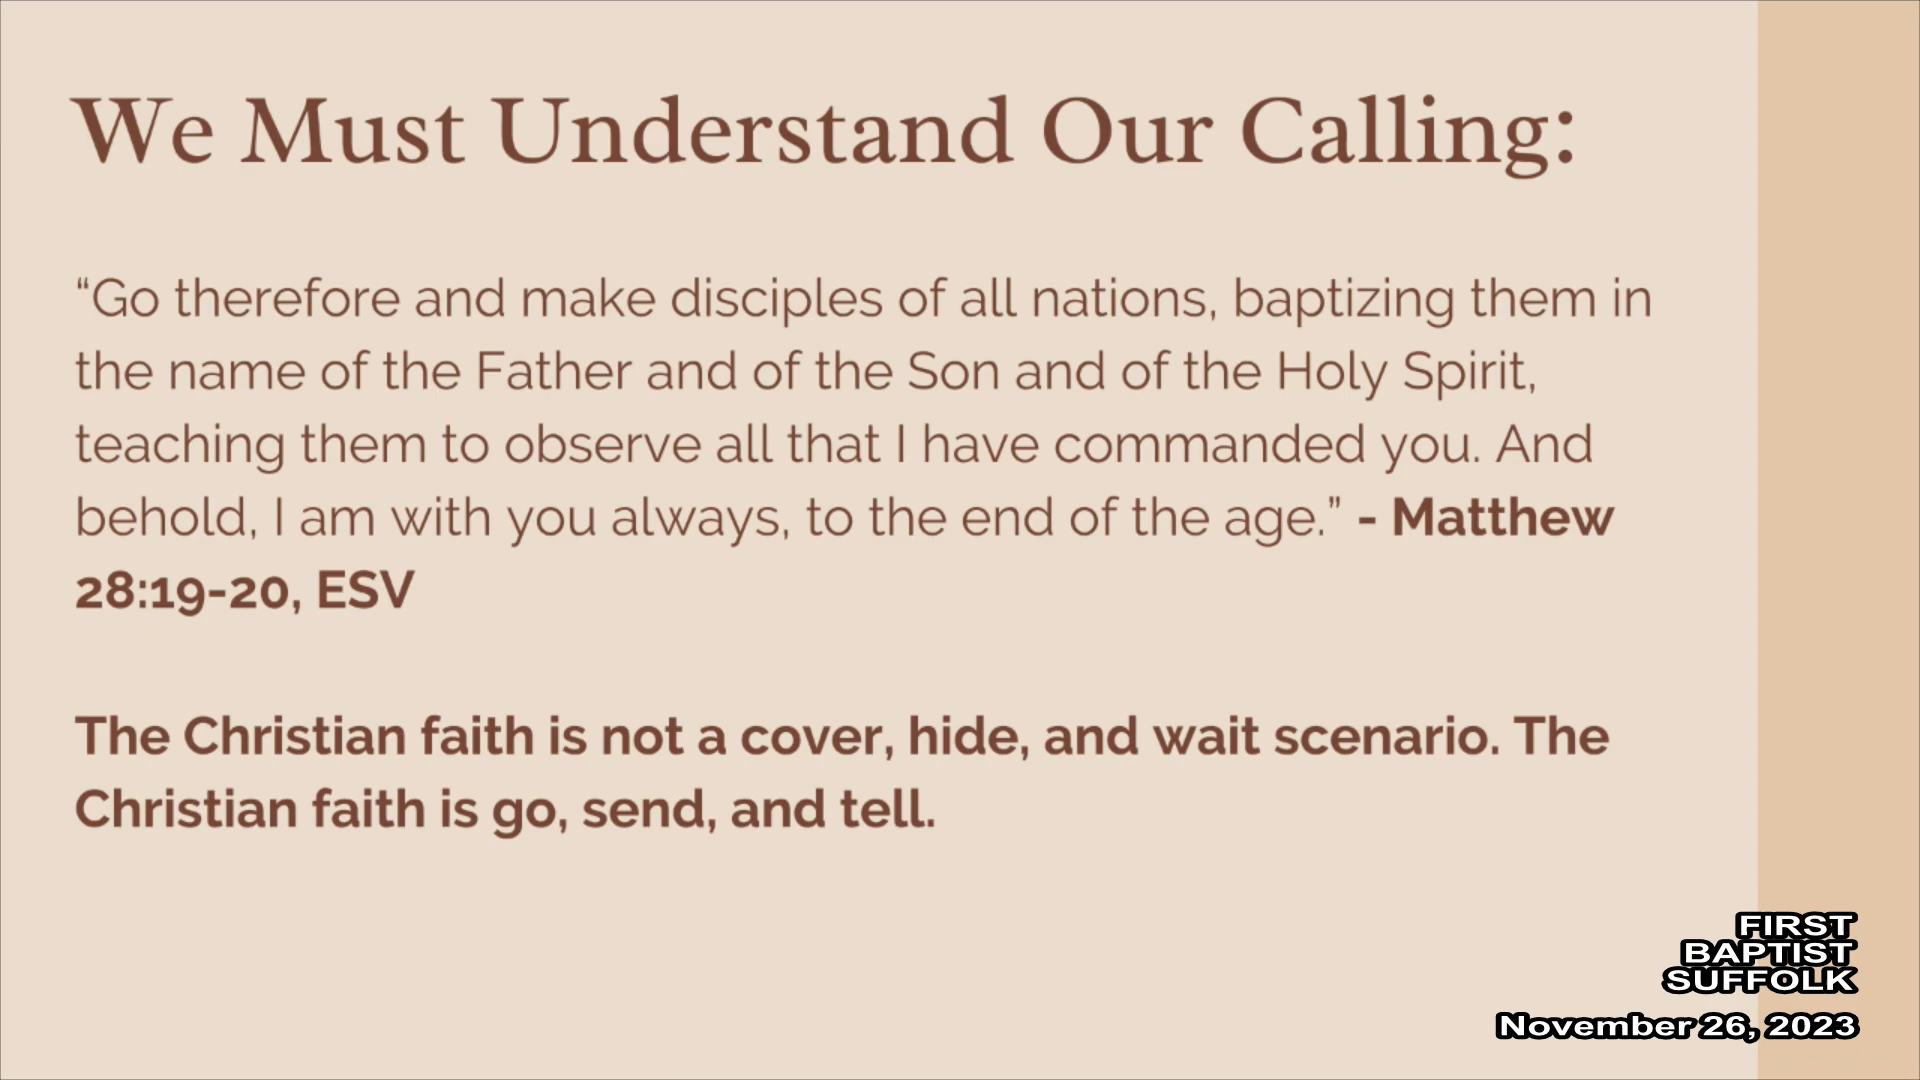 We Must Understand Our Calling:
“Go therefore and make disciples of all nations, baptizing them in
the name of the Father and of the Son and of the Holy Spirit,
teaching them to observe all that I have commanded you. And
behold, I am with you always, to the end of the age.” - Matthew
28:19-20, ESV
The Christian faith is not a cover, hide, and wait scenario. The
Christian faith is go, send, and tell.
FIRST
BAPTIST
SUFFOLK
November 26, 2023